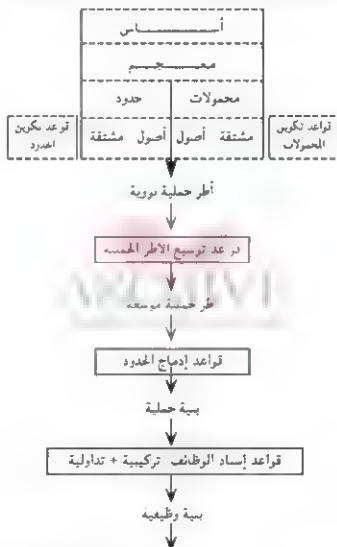 أســـــــاس
معـــجـــم
محمولات حدود
قواعد تكوين المحمولات
مشتقة أصول أصول مشتقة
قواعد تكوين الحدود
أطر حملية نووية
قواعد توسيع الأطر الحملية
أطر حملية موسعة
قواعد إدماج الحدود
بنية حملية
قواعد إسناد الوظائف تركيبية + تداولية
بنية وظيفية